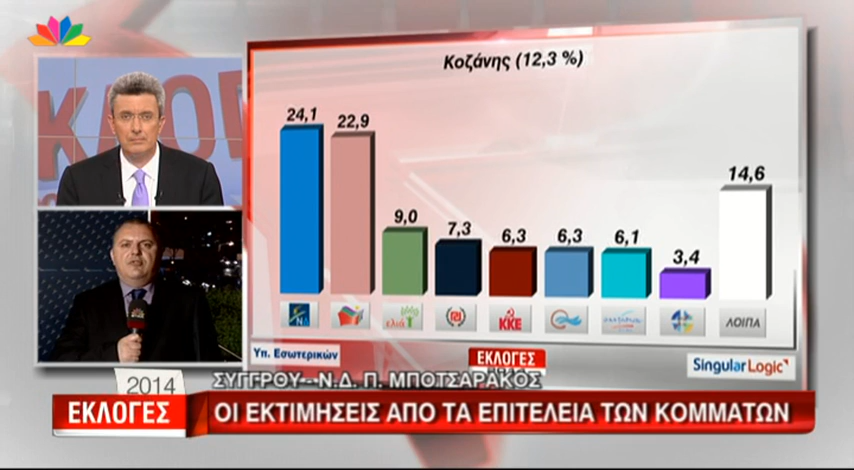 Κοζάνης (12,3 %)
24,1
22,9
9,0
7,3
6,3
6,3
6,1
3,4
14,6
ΝΔ
ελιά
ΚΚΕ
ΛΟΙΠΑ
Υπ. Εσωτερικών
ΕΚΛΟΓΕΣ
SingularLogic
2014
ΣΥΓΓΡΟΥ - Ν.Δ. Π. ΜΠΟΤΣΑΡΑΚΟΣ
ΕΚΛΟΓΕΣ
ΟΙ ΕΚΤΙΜΗΣΕΙΣ ΑΠΟ ΤΑ ΕΠΙΤΕΛΕΙΑ ΤΩΝ ΚΟΜΜΑΤΩΝ